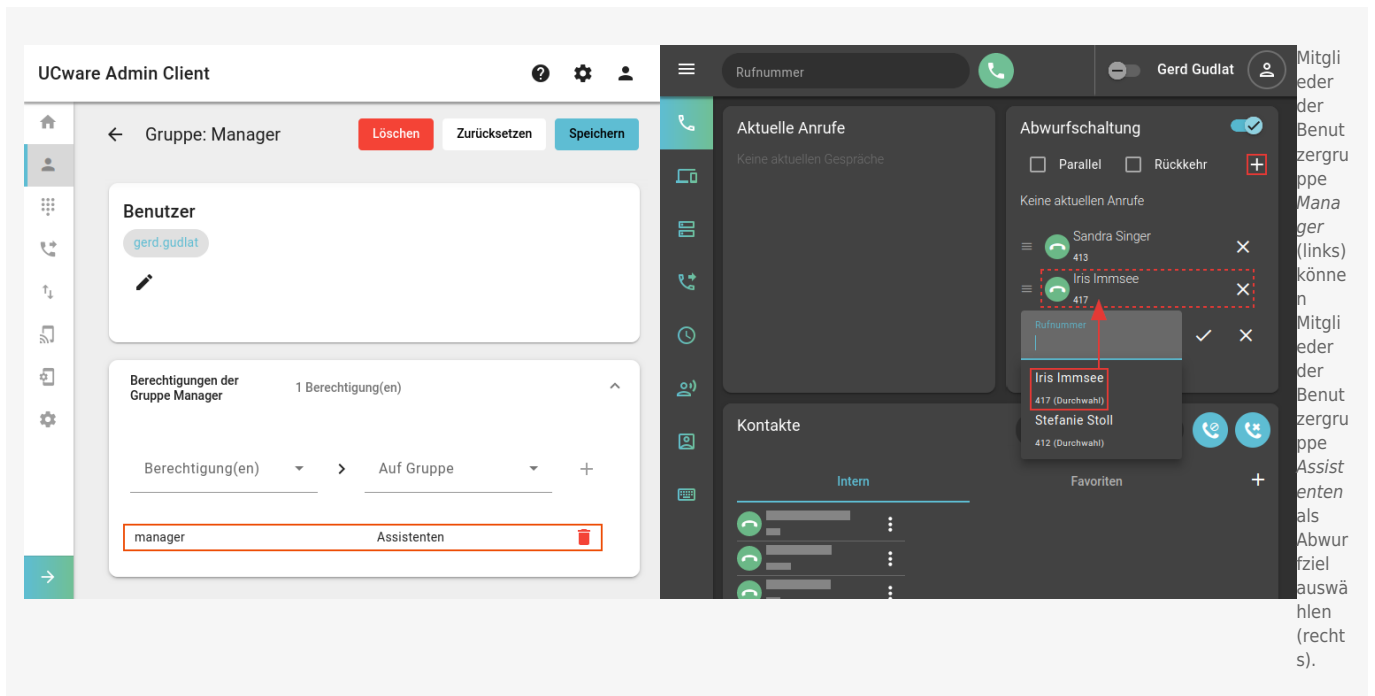 UCware Admin Client
Gruppe: Manager
Löschen
Zurücksetzen
Speichern
Benutzer
gerd.gudlat
Berechtigungen der
Gruppe Manager
1 Berechtigung(en)
Berechtigung(en)
Auf Gruppe
manager
Assistenten
Rufnummer
Gerd Gudlat
Aktuelle Anrufe
Keine aktuellen Gespräche
Abwurfschaltung
Parallel
Rückkehr
Keine aktuellen Anrufe
Sandra Singer
413
Iris Immsee
417
Rufnummer
Iris Immsee
417 (Durchwahl)
Stefanie Stoll
412 (Durchwahl)
Kontakte
Intern
Favoriten
Mitgli
eder
der
Benut
zergru
ppe
Mana
ger
(links)
könne
n
Mitgli
eder
der
Benut
zergru
ppe
Assist
enten
als
Abwur
fziel
auswä
hlen
(recht
s).